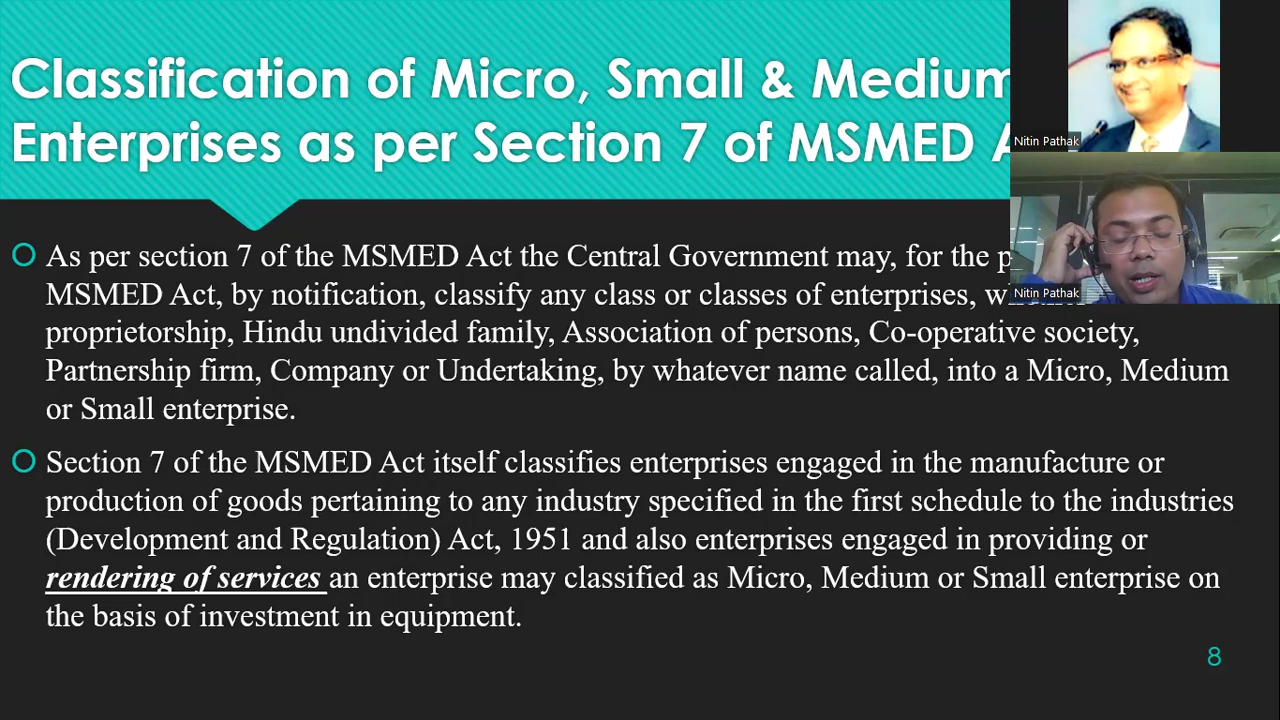 Classification of Micro, Small & Medium
Enterprises as per Section 7 of MSMED
Nitin Pathak
Nitin Pathak
As per section 7 of the MSMED Act the Central Government may, for the
MSMED Act, by notification, classify any class or classes of enterprises,
proprietorship, Hindu undivided family, Association of persons, Co-operative society,
Partnership firm, Company or Undertaking, by whatever name called, into a Micro, Medium
or Small enterprise.
Section 7 of the MSMED Act itself classifies enterprises engaged in the manufacture or
production of goods pertaining to any industry specified in the first schedule to the industries
(Development and Regulation) Act, 1951 and also enterprises engaged in providing or
rendering of services an enterprise may classified as Micro, Medium or Small enterprise on
the basis of investment in equipment.
8